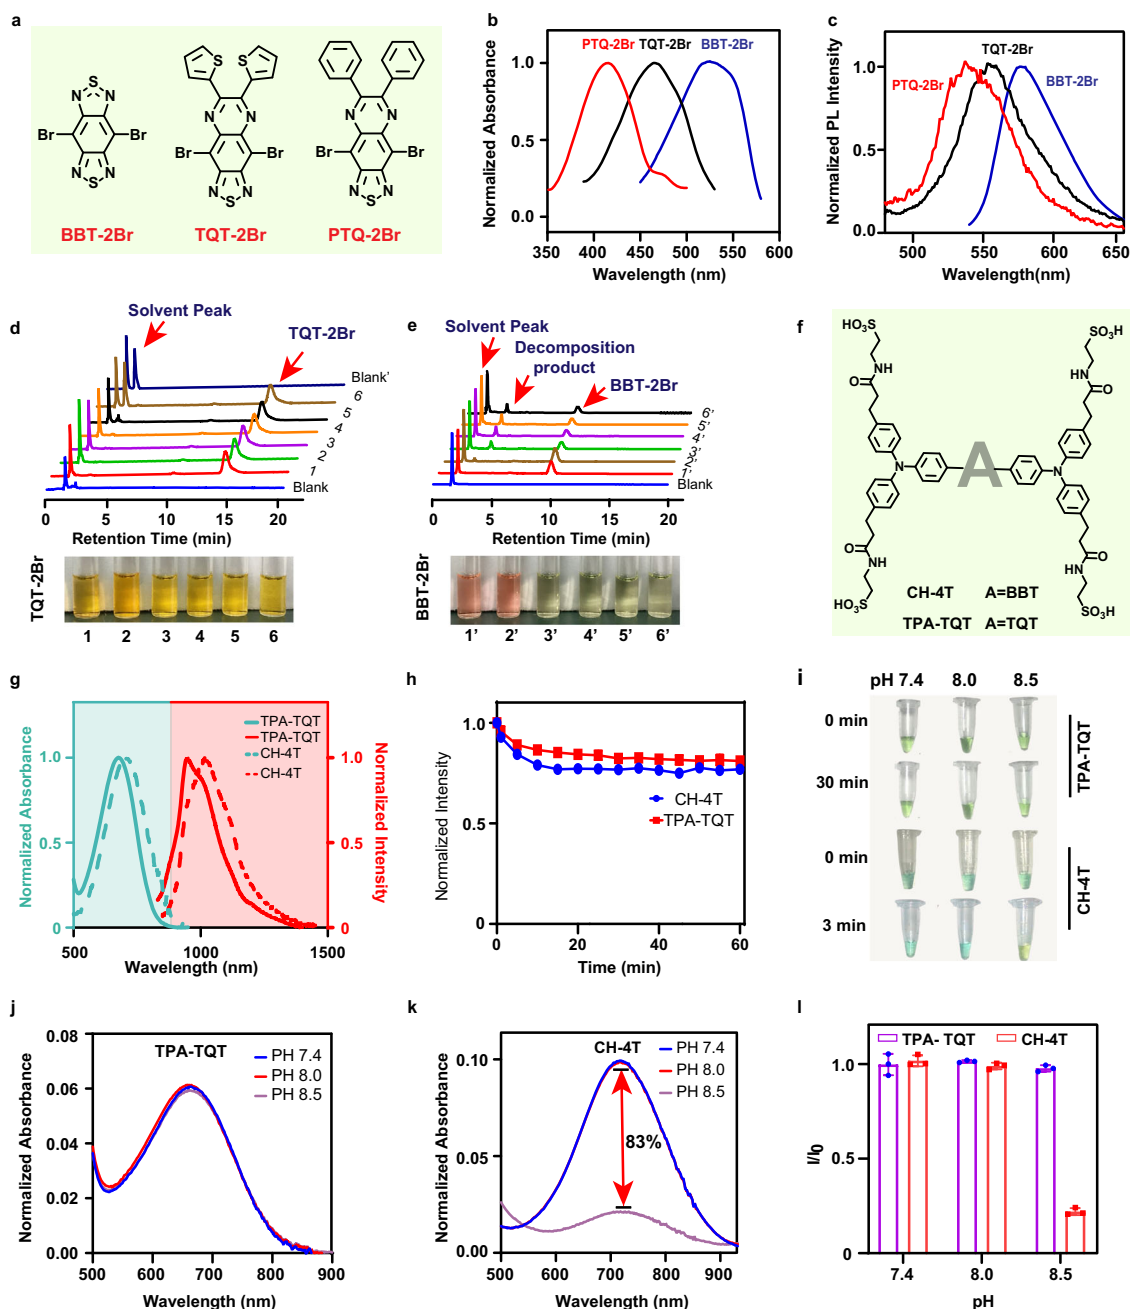 a
N S N
Br Br
N S N
BBT-2Br
S S
N N
Br Br
N S N
TQT-2Br
N N
Br Br
N S N
PTQ-2Br
b
PTQ-2Br TQT-2Br BBT-2Br
Normalized Absorbance
1.0
0.5
0.0
350 400 450 500 550 600
Wavelength (nm)
c
TQT-2Br
PTQ-2Br
BBT-2Br
Normalized PL Intensity
1.0
0.5
0.0
500 550 600 650
Wavelength(nm)
d
Solvent Peak
TQT-2Br
Blank'
6
5
4
3
2
1
Blank
0 5 10 15 20
Retention Time (min)
TQT-2Br
1 2 3 4 5 6
e
Solvent Peak
Decomposition
product
BBT-2Br
6'
5'
4'
3'
2'
1'
Blank
0 5 10 15 20
Retention Time (min)
BBT-2Br
1' 2' 3' 4' 5' 6'
f
HO3S SO3H
NH HN
O O
N A N
O O
NH HN
HO3S SO3H
CH-4T A=BBT
TPA-TQT A=TQT
g
TPA-TQT
TPA-TQT
CH-4T
CH-4T
Normalized Absorbance
1.0
0.5
0
Normalized Intensity
1.0
0.5
0
500 1000 1500
Wavelength (nm)
h
Normalized Intensity
1.0
0.5
0
CH-4T
TPA-TQT
0 20 40 60
Time (min)
i
pH 7.4 8.0 8.5
0 min
30 min
TPA-TQT
0 min
3 min
CH-4T
j
TPA-TQT
PH 7.4
PH 8.0
PH 8.5
Normalized Absorbance
0.08
0.06
0.04
0.02
0.00
500 600 700 800 900
Wavelength (nm)
k
CH-4T
PH 7.4
PH 8.0
PH 8.5
83%
Normalized Absorbance
0.10
0.05
0.00
500 600 700 800 900
Wavelength (nm)
l
TPA- TQT CH-4T
I/I0
1.0
0.5
0
7.4 8.0 8.5
pH